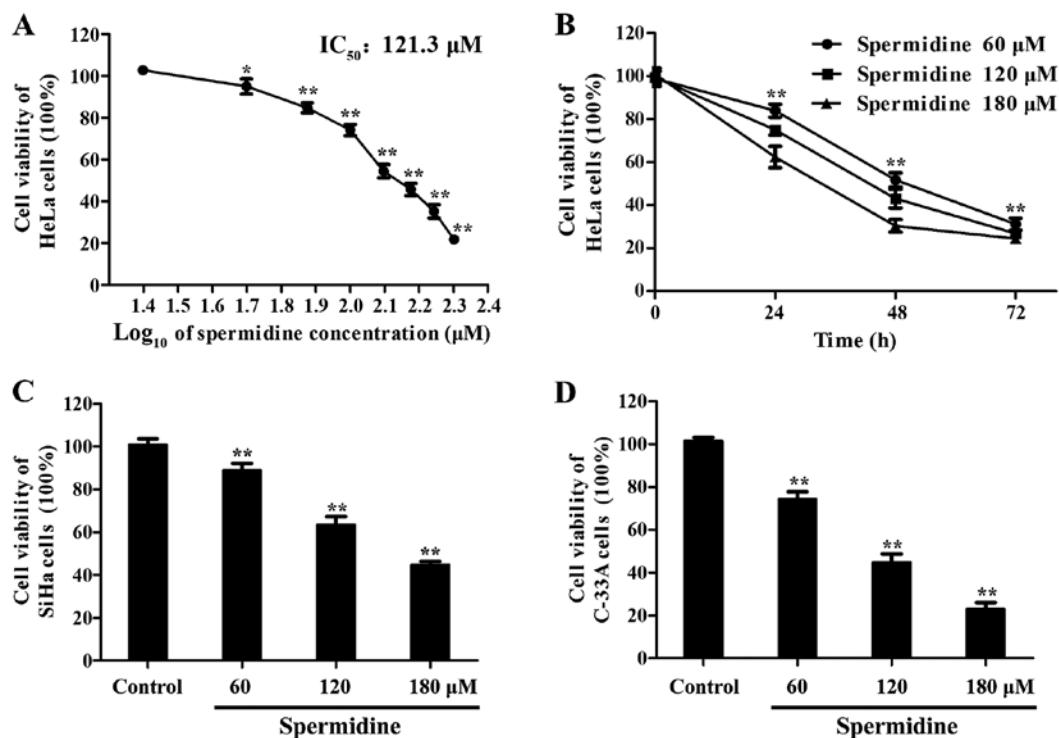 A
IC50: 121.3 μM
Cell viability of
HeLa cells (100%)
120
100
80
60
40
20
0
* ** ** ** ** ** **
1.4 1.5 1.6 1.7 1.8 1.9 2.0 2.1 2.2 2.3 2.4
Log10 of spermidine concentration (μM)
B
Spermidine 60 μM
Spermidine 120 μM
Spermidine 180 μM
Cell viability of
HeLa cells (100%)
120
100
80
60
40
20
0
** ** **
0 24 48 72
Time (h)
C
Cell viability of
SiHa cells (100%)
120
100
80
60
40
20
0
** ** **
Control 60 120 180 μM
Spermidine
D
Cell viability of
C-33A cells (100%)
120
100
80
60
40
20
0
** ** **
Control 60 120 180 μM
Spermidine